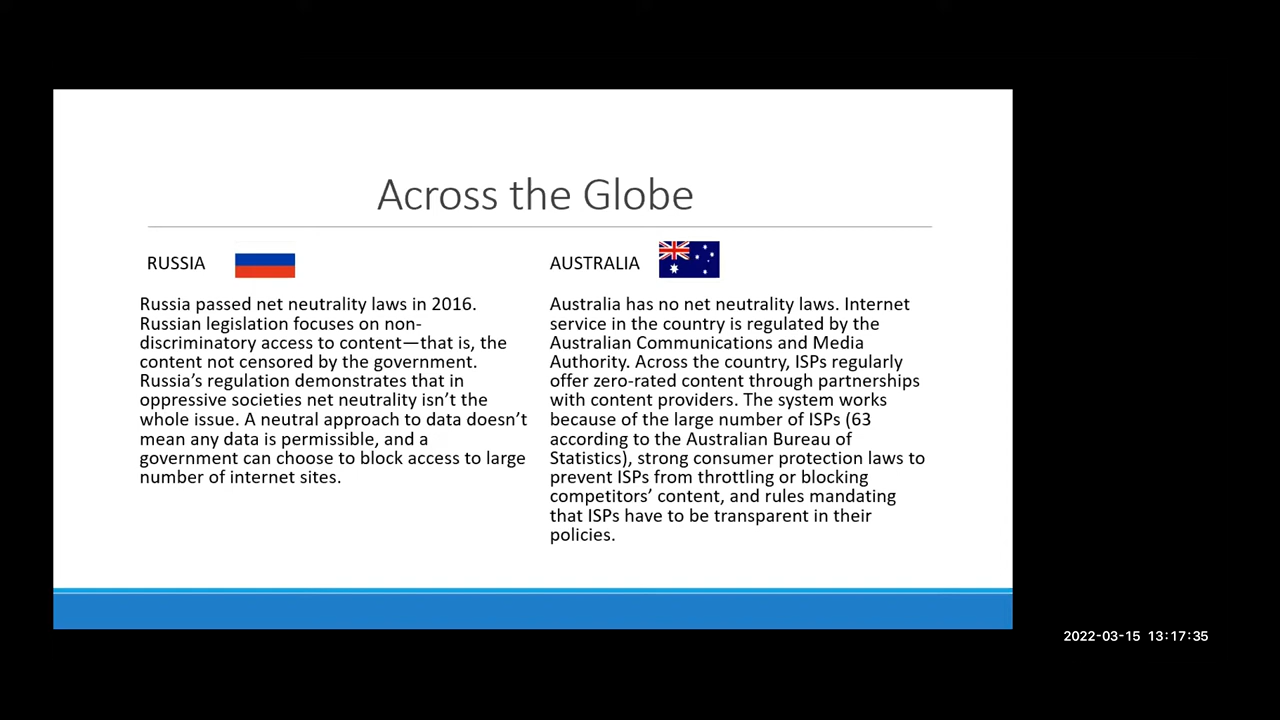 Across the Globe
RUSSIA
Russia passed net neutrality laws in 2016.
Russian legislation focuses on non-
discriminatory access to content—that is, the
content not censored by the government.
Russia's regulation demonstrates that in
oppressive societies net neutrality isn't the
whole issue. A neutral approach to data doesn't
mean any data is permissible, and a
government can choose to block access to large
number of internet sites.
AUSTRALIA
Australia has no net neutrality laws. Internet
service in the country is regulated by the
Australian Communications and Media
Authority. Across the country, ISPs regularly
offer zero-rated content through partnerships
with content providers. The system works
because of the large number of ISPs (63
according to the Australian Bureau of
Statistics), strong consumer protection laws to
prevent ISPs from throttling or blocking
competitors' content, and rules mandating
that ISPs have to be transparent in their
policies.
2022-03-15 13:17:35